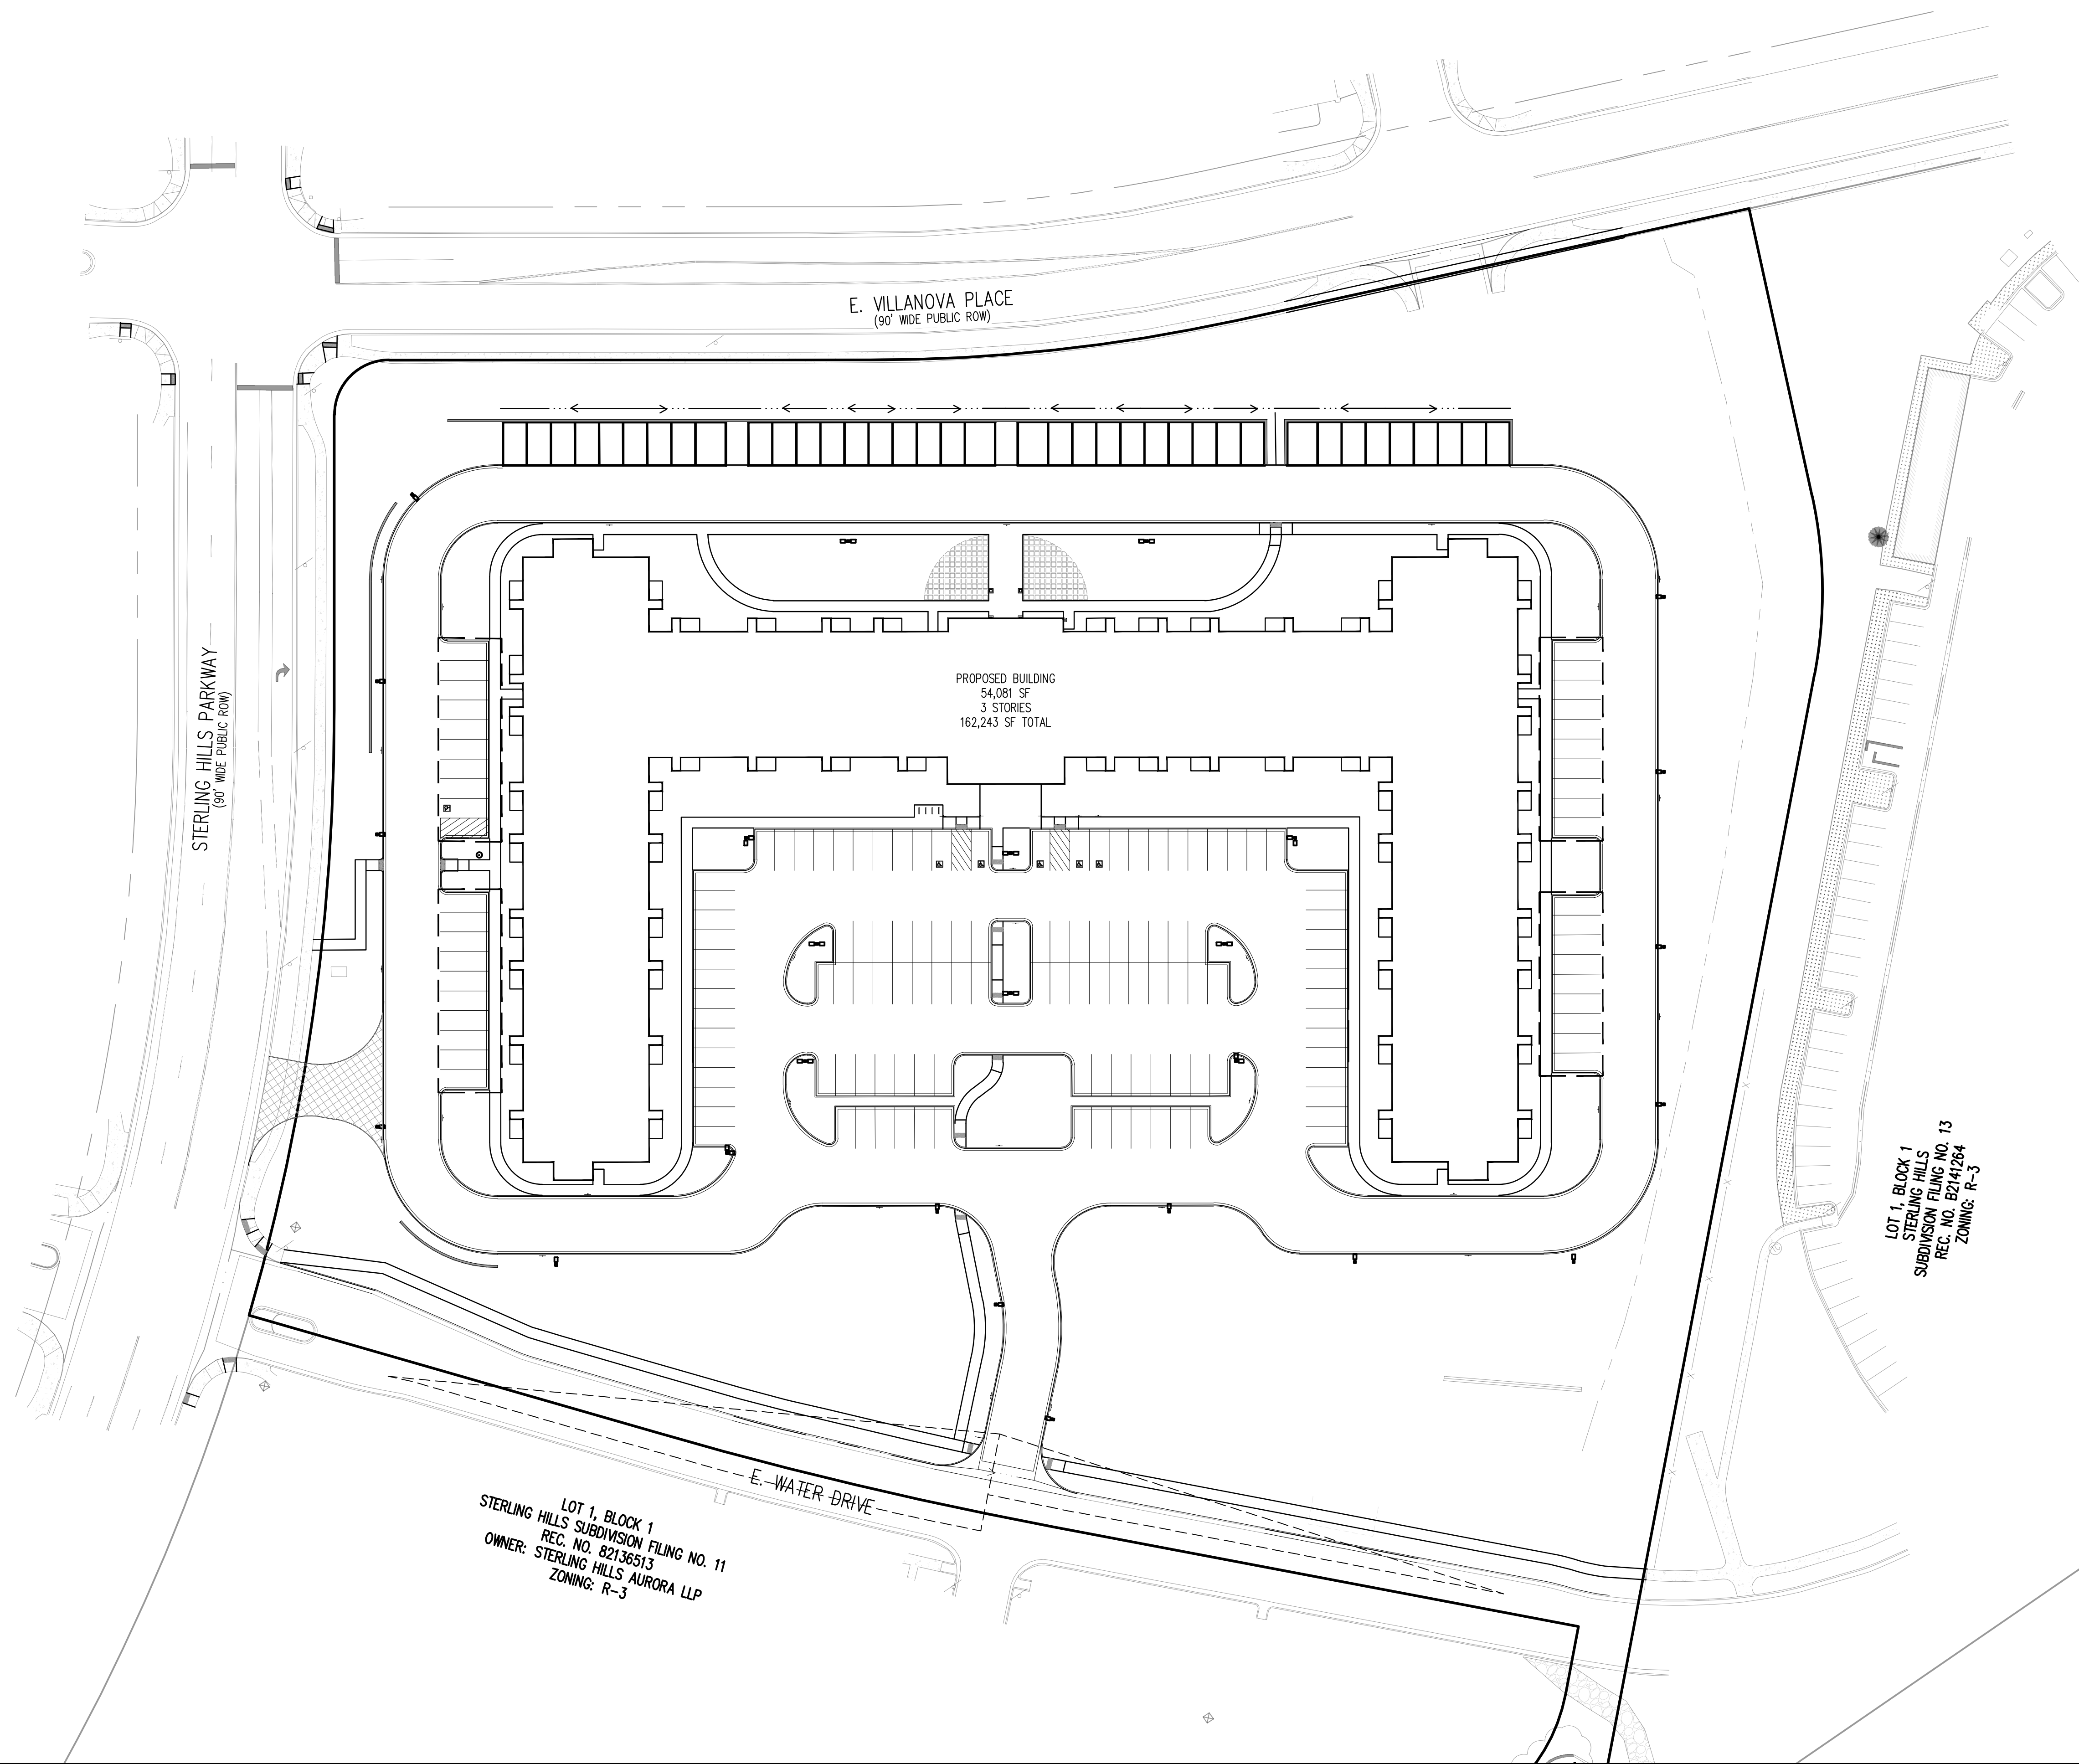 E. VILLANOVA PLACE
(90' WIDE PUBLIC ROW)
STERLING HILLS PARKWAY
(90' WIDE PUBLIC ROW)
PROPOSED BUILDING
54,081 SF
3 STORIES
162,243 SF TOTAL
LOT 1, BLOCK 1
STERLING HILLS
SUBDIVISION FILING NO. 13
REC. NO. B2141264
ZONING: R-3
E. WATER DRIVE
LOT 1, BLOCK 1
STERLING HILLS SUBDIVISION FILING NO. 11
REC. NO. 82136513
OWNER: STERLING HILLS AURORA LLP
ZONING: R-3